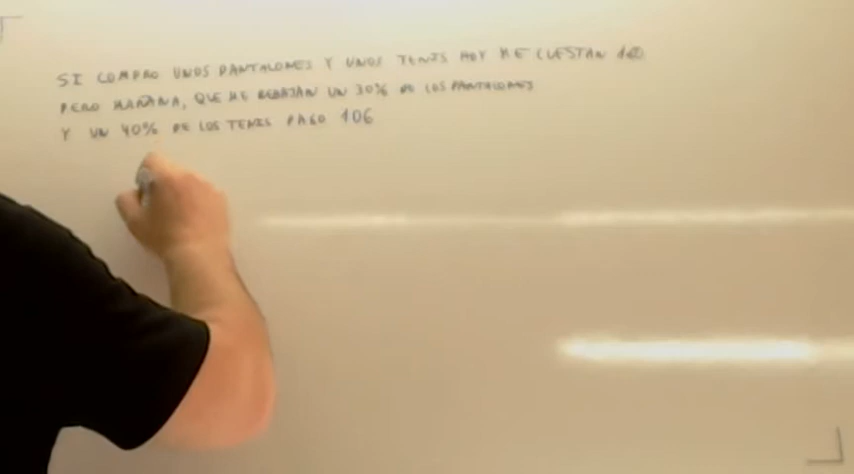 SI COMPRO UNOS PANTALONES Y UNOS TENIS HOY ME CUESTAN 160
PERO MAÑANA, QUE ME REBAJAN UN 30% DE LOS PANTALONES
Y UN 40% DE LOS TENIS PAGO 106